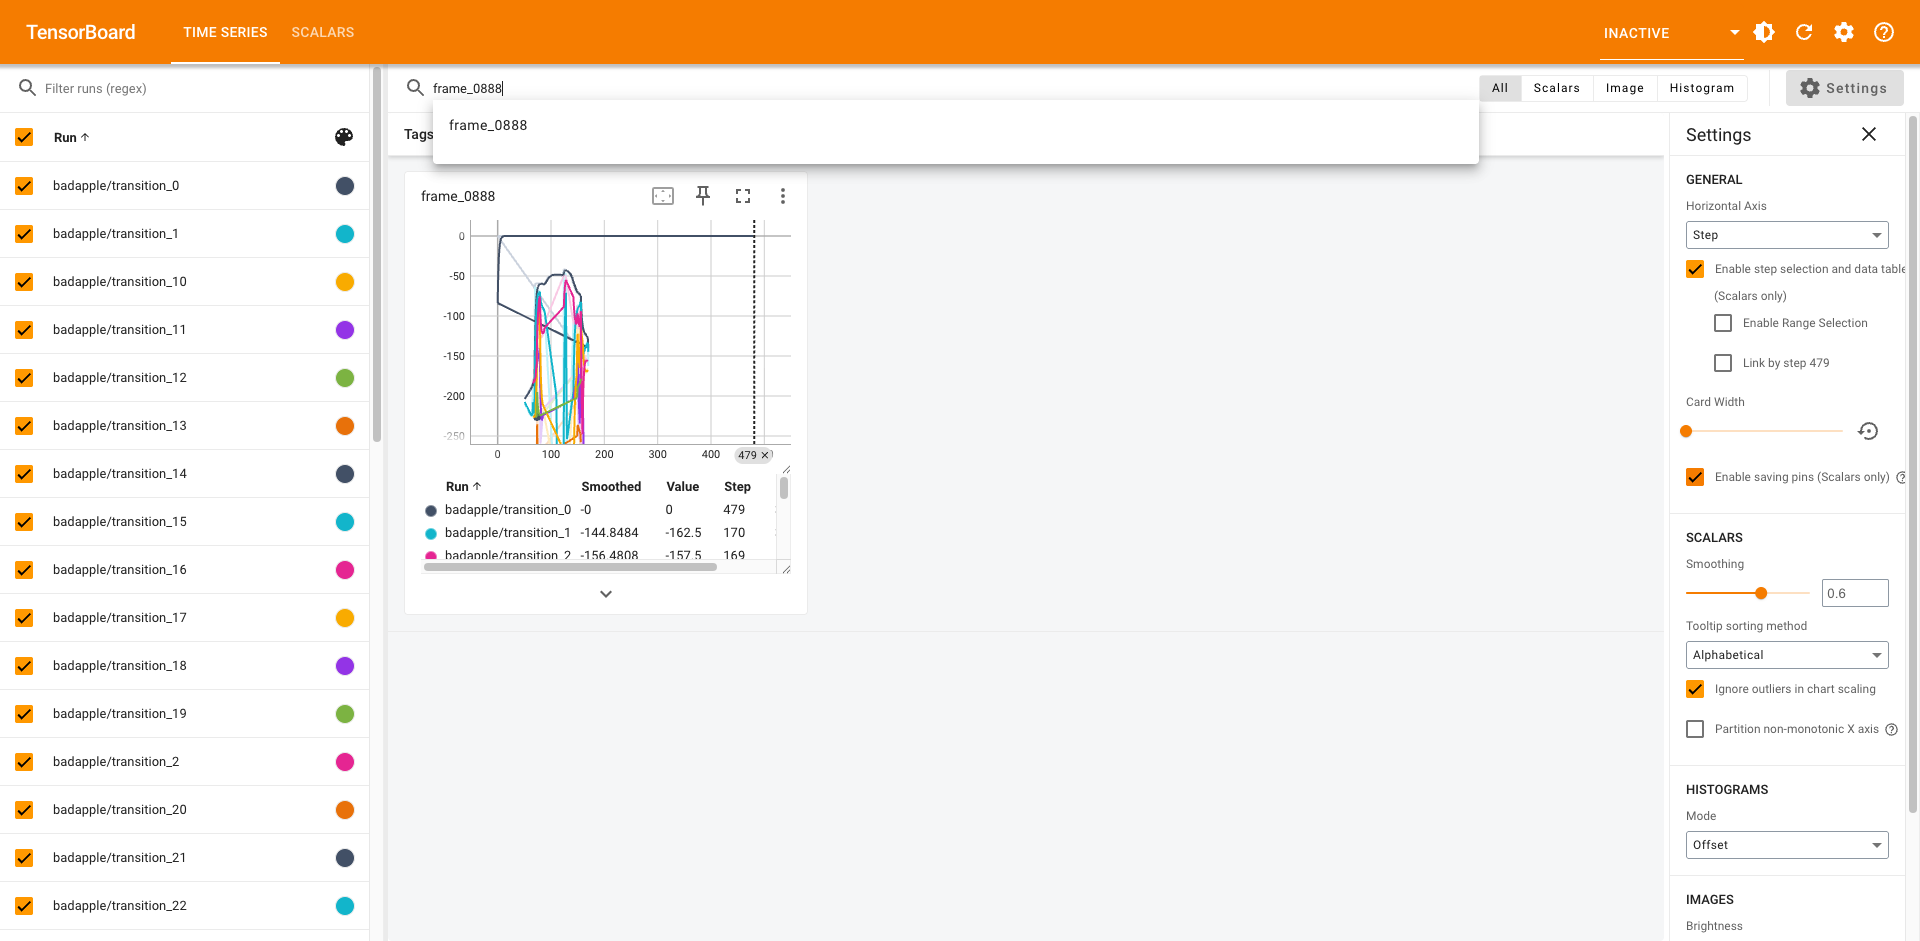 TensorBoard
TIME SERIES
SCALARS
INACTIVE
Filter runs (regex)
Run
badapple/transition_0
badapple/transition_1
badapple/transition_10
badapple/transition_11
badapple/transition_12
badapple/transition_13
badapple/transition_14
badapple/transition_15
badapple/transition_16
badapple/transition_17
badapple/transition_18
badapple/transition_19
badapple/transition_2
badapple/transition_20
badapple/transition_21
badapple/transition_22
frame_0888
frame_0888
All
Scalars
Image
Histogram
Settings
Tags
frame_0888
0
-50
-100
-150
-200
-250
0
100
200
300
400
479
Run Smoothed Value Step
badapple/transition_0 -0 0 479
badapple/transition_1 -144.8484 -162.5 170
badapple/transition_2 -156.4808 -157.5 169
Settings
GENERAL
Horizontal Axis
Step
Enable step selection and data table
(Scalars only)
Enable Range Selection
Link by step 479
Card Width
Enable saving pins (Scalars only)
SCALARS
Smoothing
0.6
Tooltip sorting method
Alphabetical
Ignore outliers in chart scaling
Partition non-monotonic X axis
HISTOGRAMS
Mode
Offset
IMAGES
Brightness